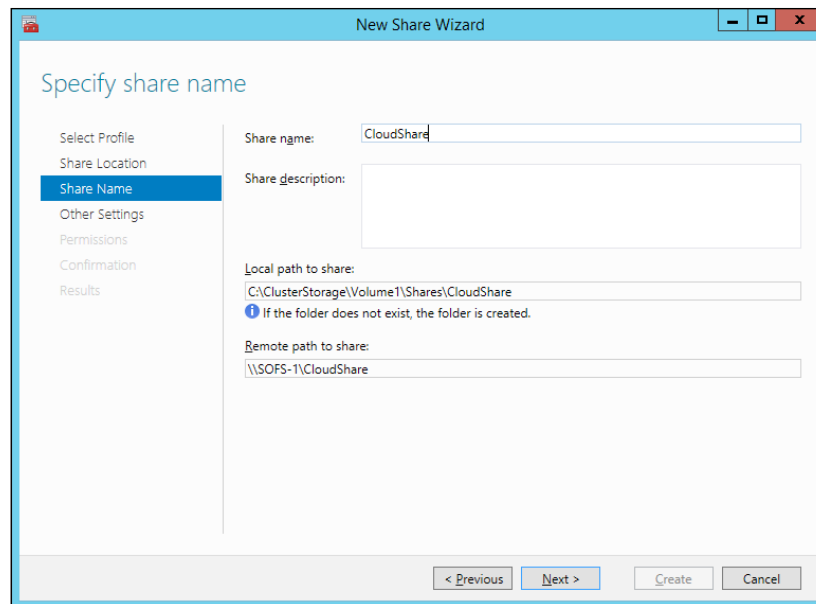 New Share Wizard
Specify share name
Select Profile
Share Location
Share Name
Other Settings
Permissions
Confirmation
Results
Share name:
CloudShare
Share description:
Local path to share:
C:\ClusterStorage\Volume1\Shares\CloudShare
If the folder does not exist, the folder is created.
Remote path to share:
\\SOFS-1\CloudShare
< Previous
Next >
Create
Cancel